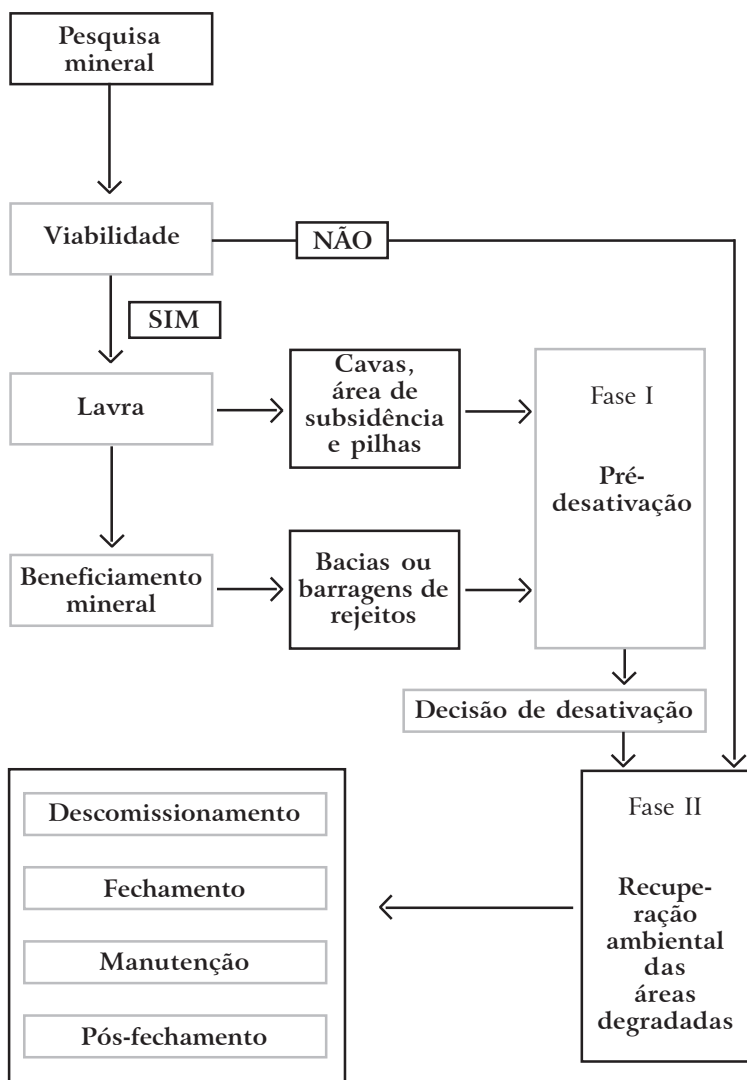 Pesquisa
mineral
Viabilidade
NÃO
SIM
Lavra
Cavas,
área de
subsidência
e pilhas
Fase I
Pré-
desativação
Beneficiamento
mineral
Bacias ou
barragens de
rejeitos
Decisão de desativação
Descomissionamento
Fechamento
Manutenção
Pós-fechamento
Fase II
Recupe-
ração
ambiental
das
áreas
degradadas